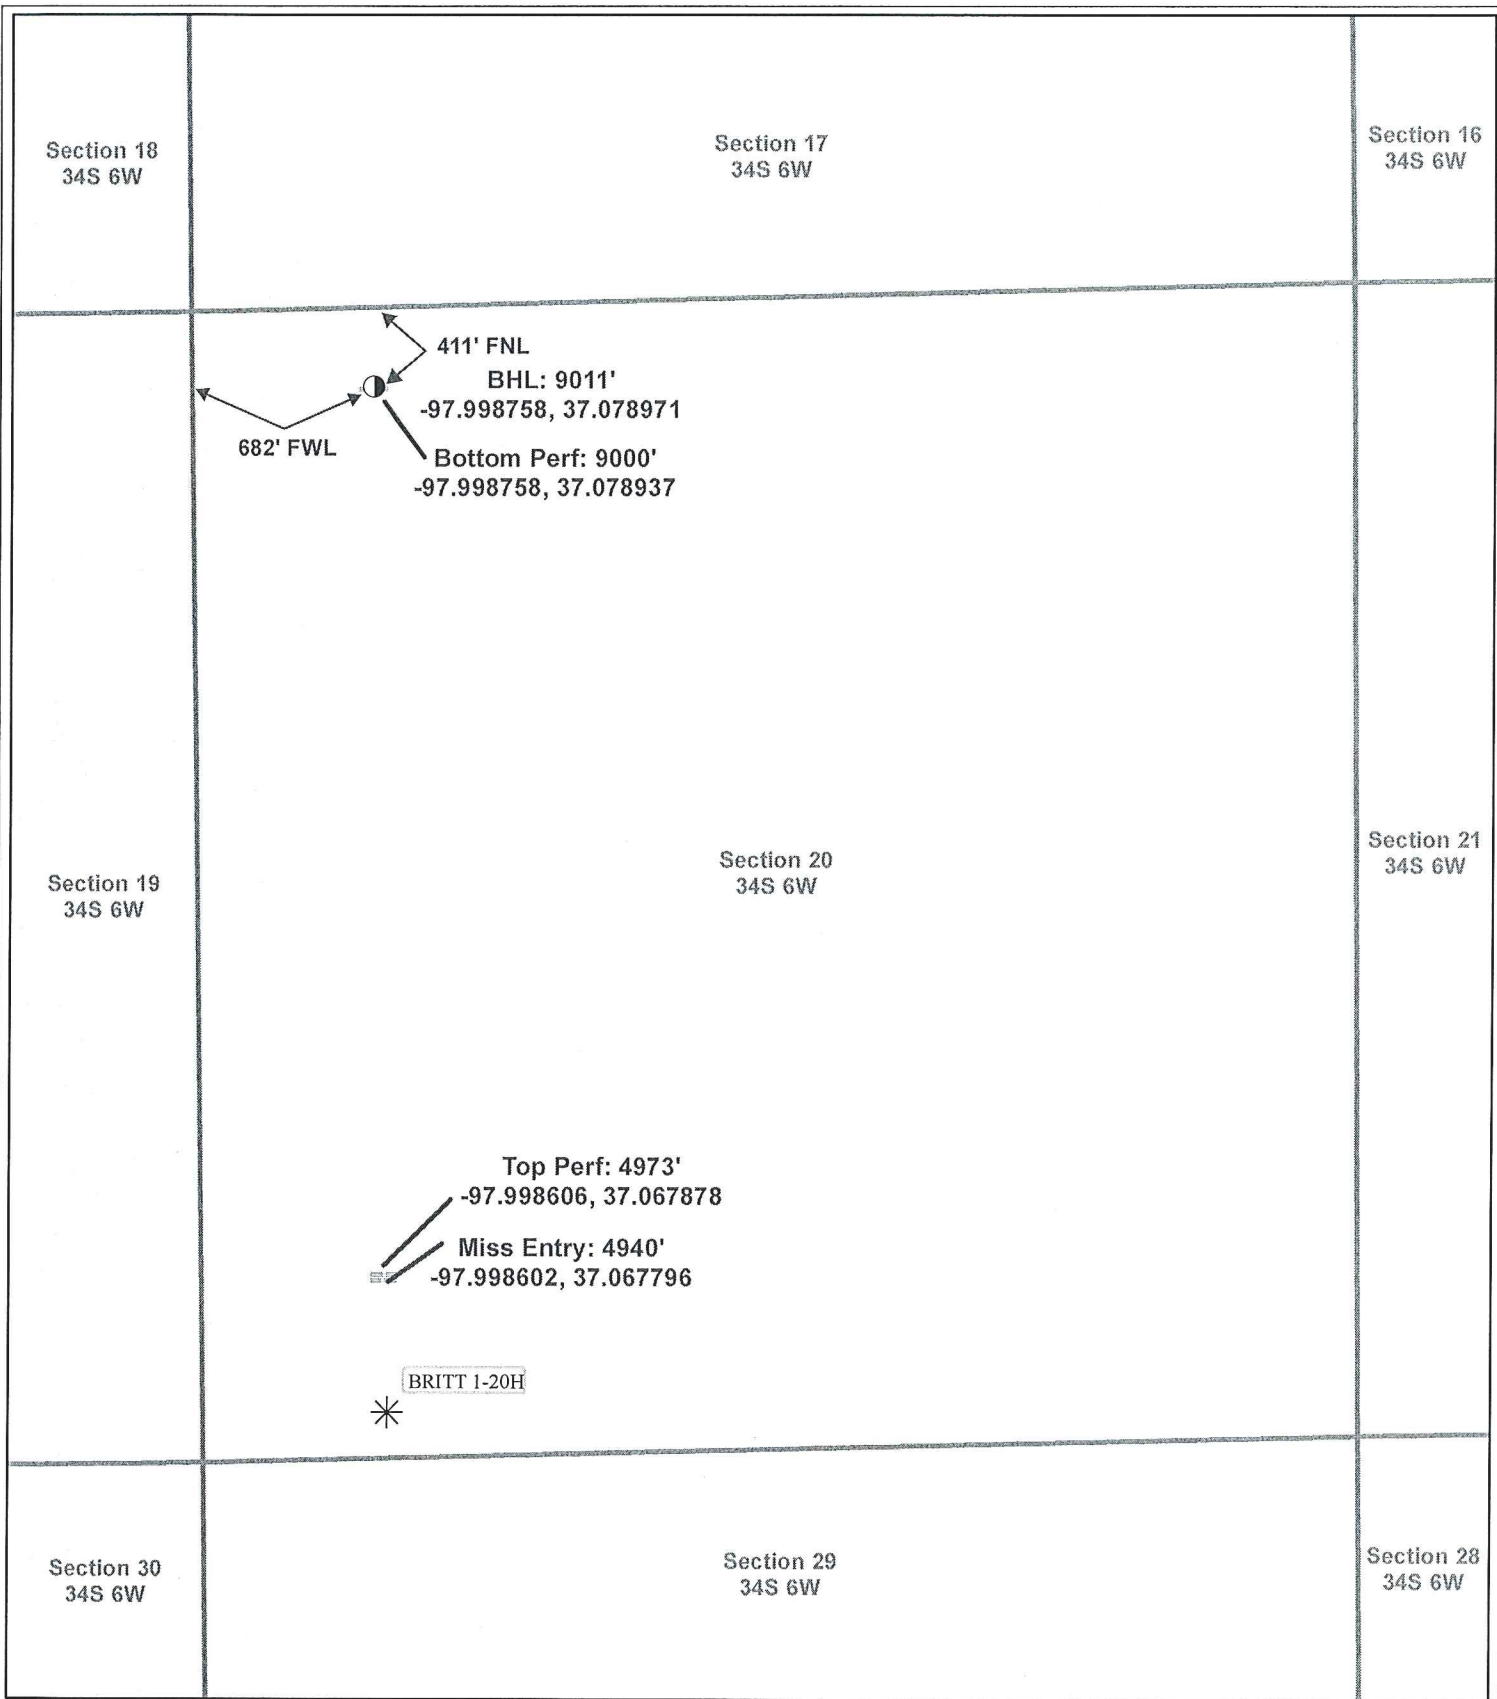 Section 18
34S 6W
Section 17
34S 6W
Section 16
34S 6W
411' FNL
BHL: 9011'
-97.998758, 37.078971
682' FWL
Bottom Perf: 9000'
-97.998758, 37.078937
Section 19
34S 6W
Section 20
34S 6W
Section 21
34S 6W
Top Perf: 4973'
-97.998606, 37.067878
Miss Entry: 4940'
-97.998602, 37.067796
BRITT 1-20H
Section 30
34S 6W
Section 29
34S 6W
Section 28
34S 6W